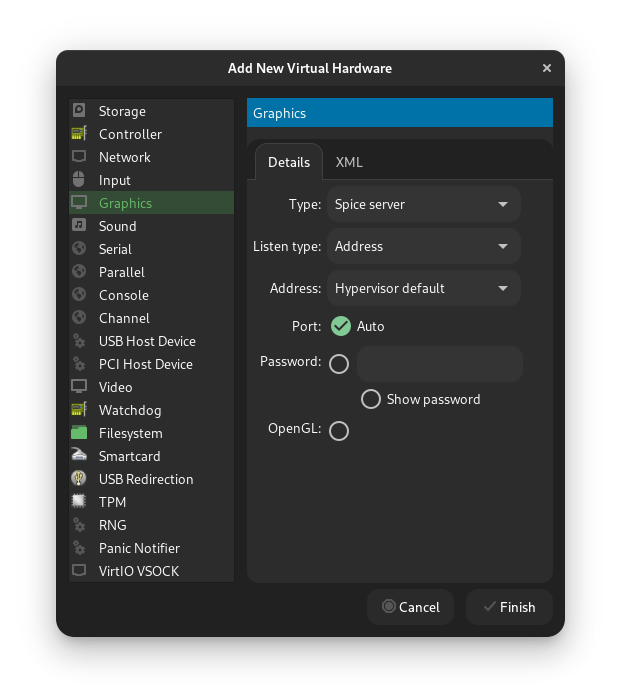 Add New Virtual Hardware
Storage
Controller
Network
Input
Graphics
Sound
Serial
Parallel
Console
Channel
USB Host Device
PCI Host Device
Video
Watchdog
Filesystem
Smartcard
USB Redirection
TPM
RNG
Panic Notifier
VirtIO VSOCK
Graphics
Details XML
Type: Spice server
Listen type: Address
Address: Hypervisor default
Port: Auto
Password:
Show password
OpenGL:
Cancel Finish